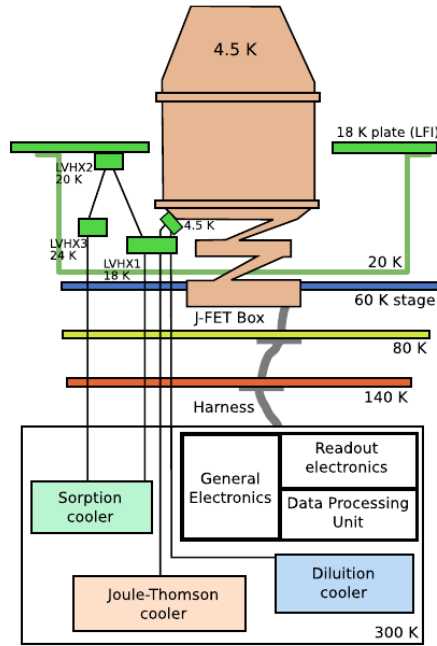 4.5 K
18 K plate (LFI)
LVHX2
20 K
4.5 K
LVHX3
24 K
LVHX1
18 K
20 K
60 K stage
J-FET Box
80 K
140 K
Harness
General
Electronics
Readout
electronics
Data Processing
Unit
Sorption
cooler
Joule-Thomson
cooler
Diluition
cooler
300 K